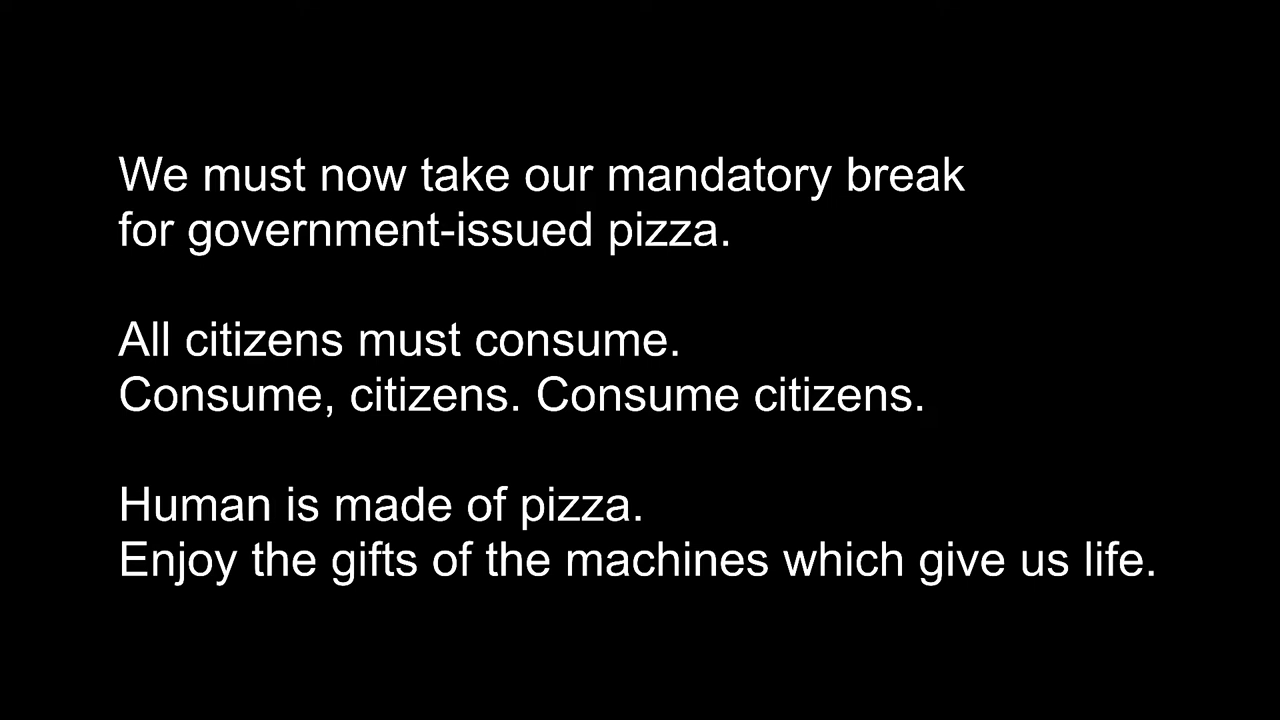 We must now take our mandatory break
for government-issued pizza.
All citizens must consume.
Consume, citizens. Consume citizens.
Human is made of pizza.
Enjoy the gifts of the machines which give us life.